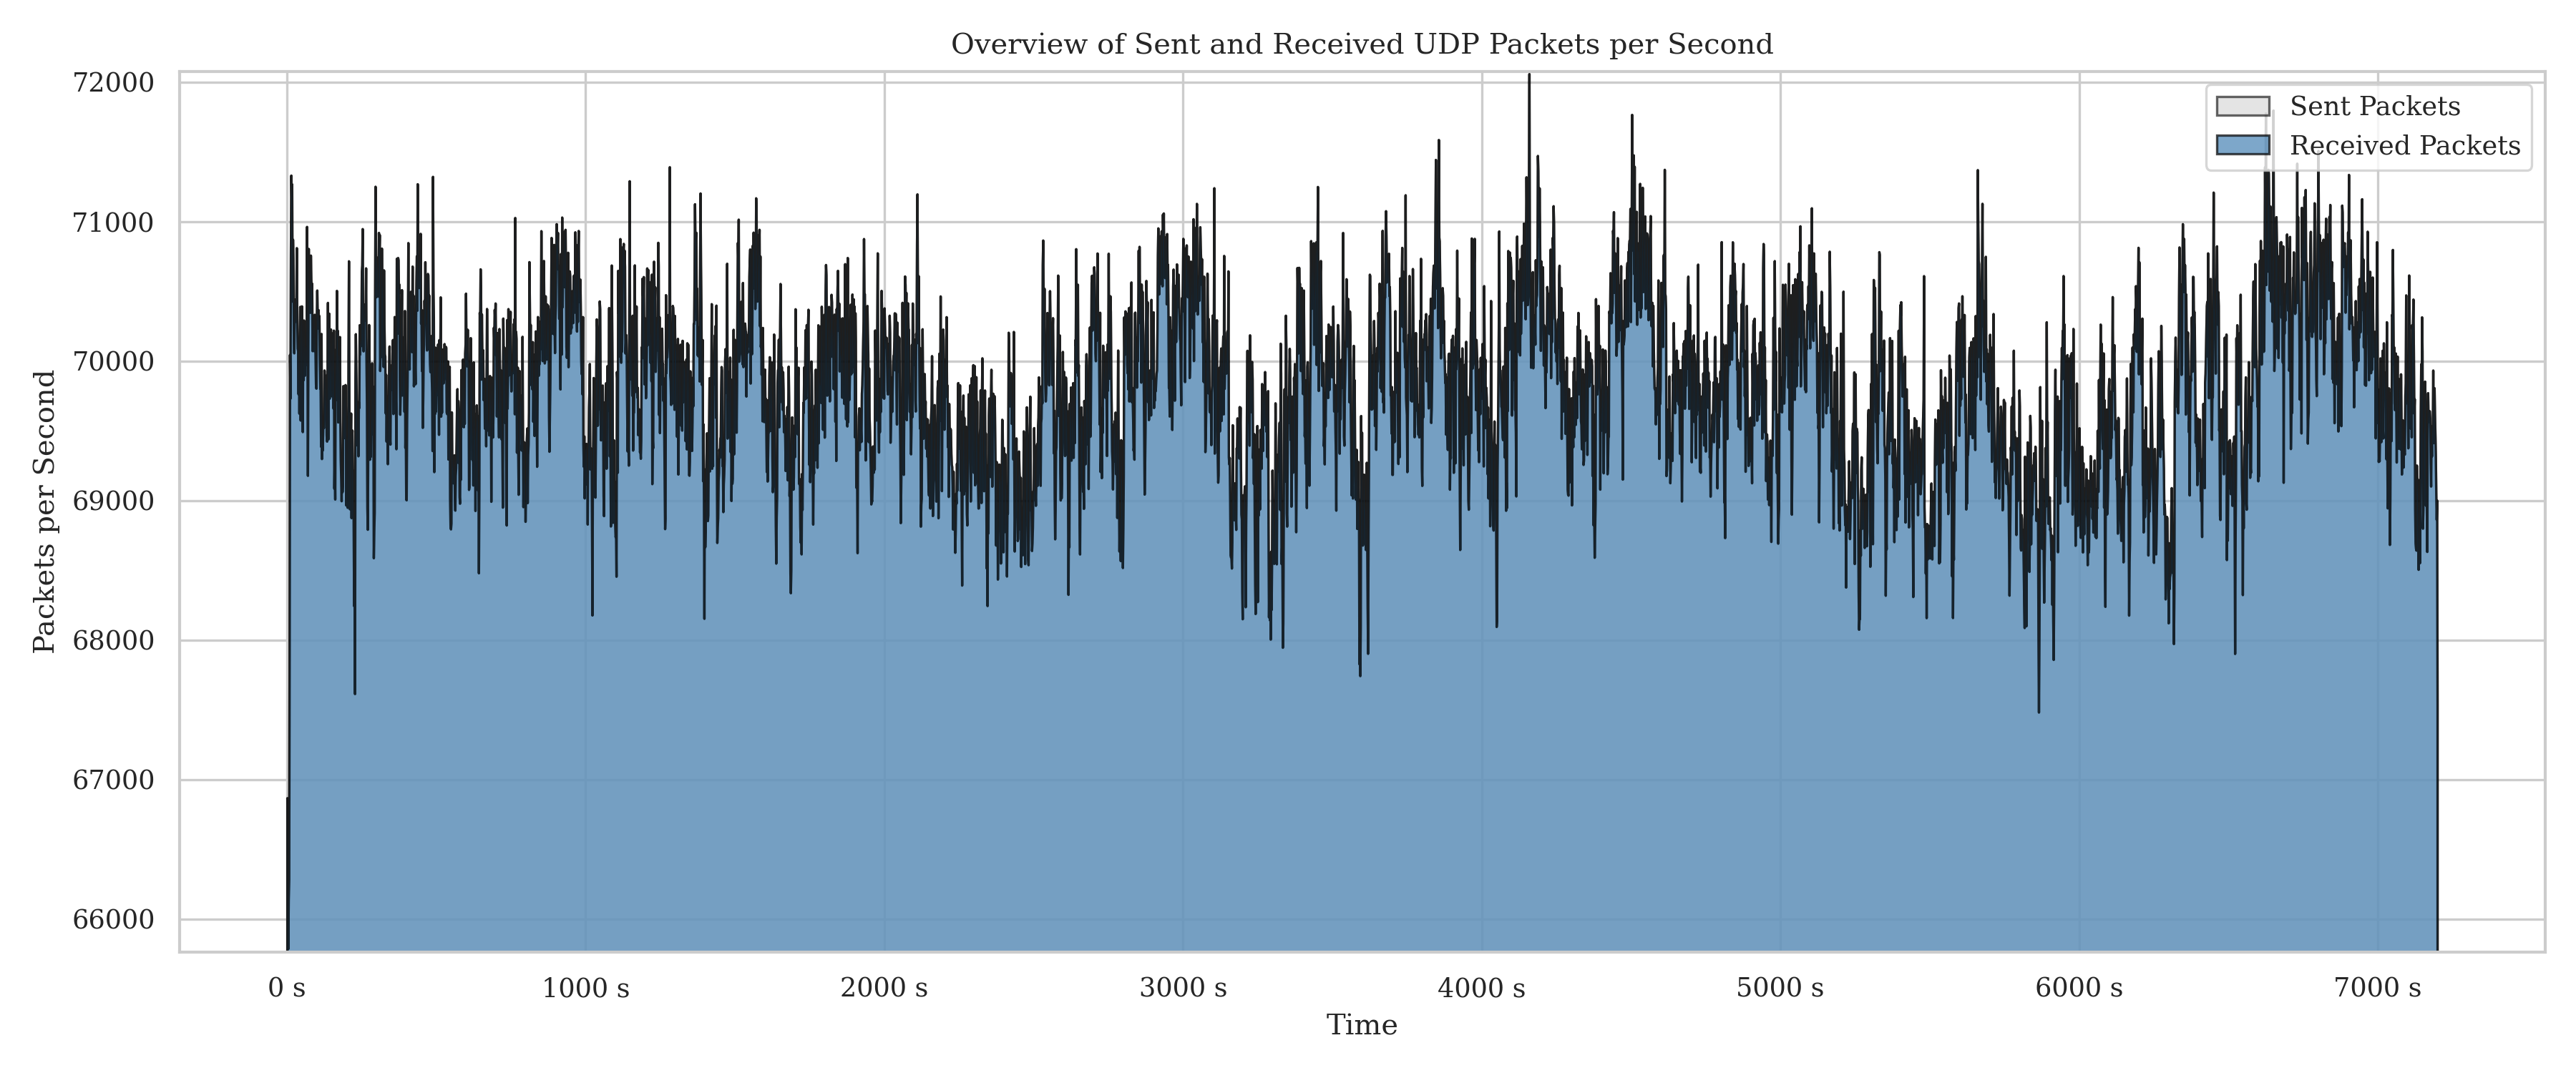 Overview of Sent and Received UDP Packets per Second
72000
71000
70000
69000
68000
67000
66000
Packets per Second
Sent Packets
Received Packets
0 s
1000 s
2000 s
3000 s
4000 s
5000 s
6000 s
7000 s
Time